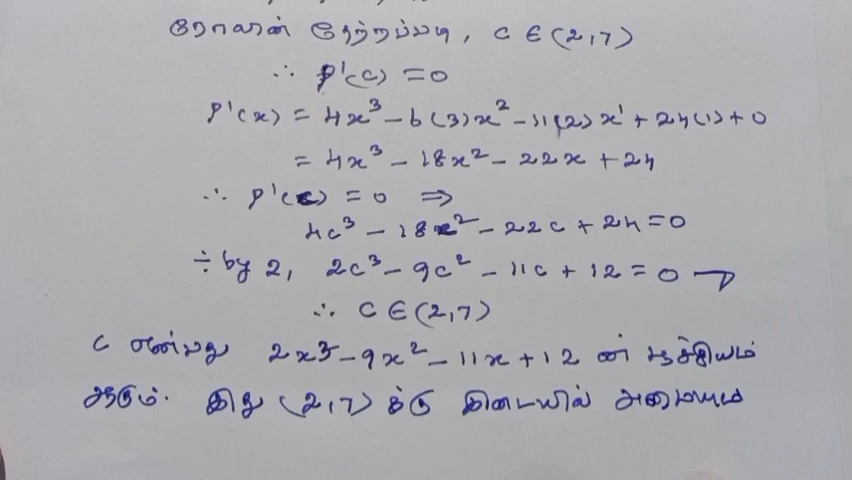 ரோலின் தேற்றப்படி, C ∈ (2,7)
∴ P'(c) = 0
P'(x) = 4x³ - 6(3)x² - 11(2)x' + 24(1) + 0
= 4x³ - 18x² - 22x + 24
∴ P'(c) = 0 ⇒
4c³ - 18x² - 22c + 24 = 0
÷ by 2, 2c³ - 9c² - 11c + 12 = 0 →
∴ C ∈ (2,7)
C என்பது 2x³ - 9x² - 11x + 12 ன் பூச்சியம்
ஆகும். இது (2,7) க்கு இடையில் அமையும்